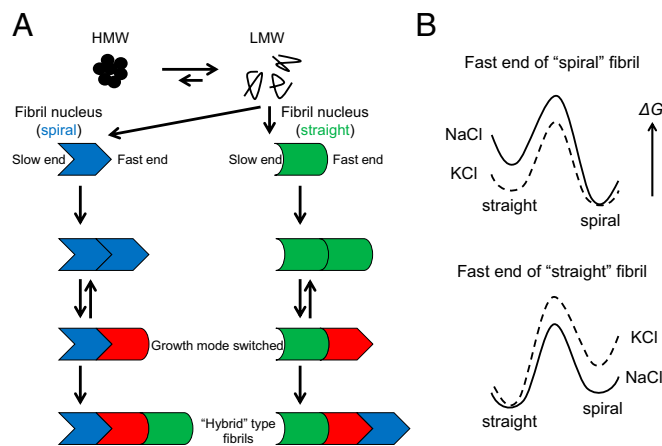 A
HMW
LMW
Fibril nucleus
(spiral)
Fibril nucleus
(straight)
Slow end
Fast end
Slow end
Fast end
Growth mode switched
"Hybrid" type
fibrils
B
Fast end of "spiral" fibril
ΔG
NaCl
KCl
straight
spiral
Fast end of "straight" fibril
KCl
NaCl
straight
spiral